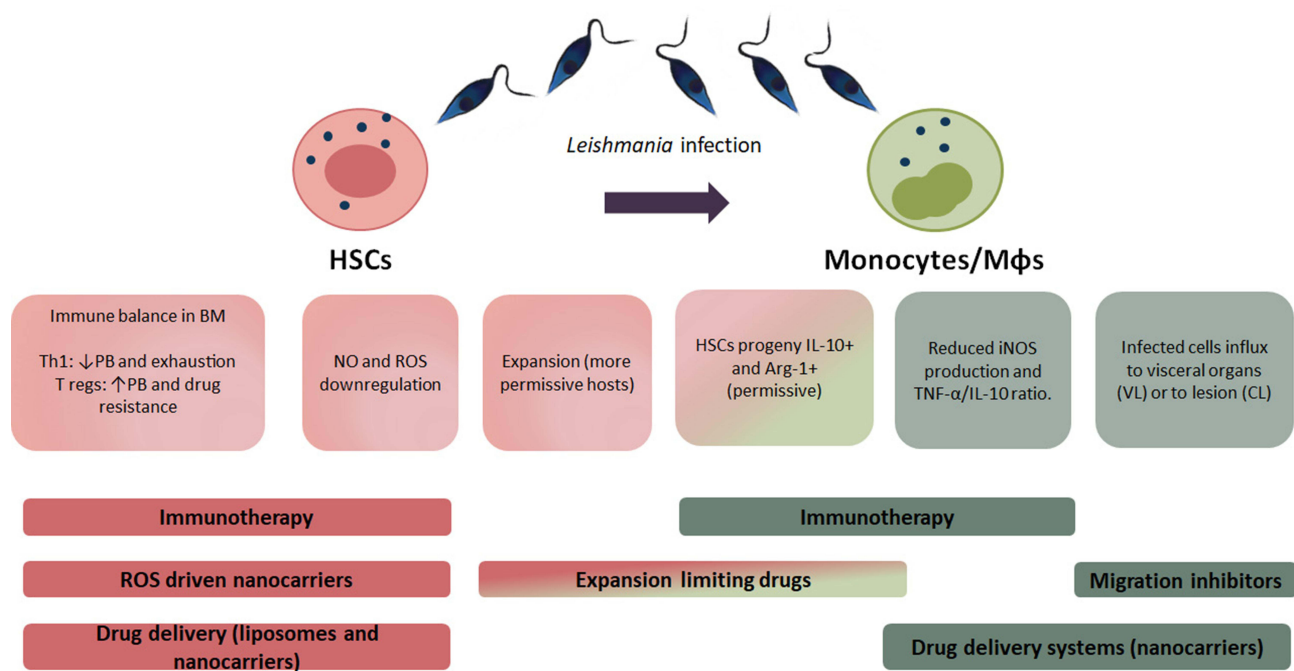 Leishmania infection
HSCs
Monocytes/Mϕs
Immune balance in BM
Th1: ↓PB and exhaustion
T regs: ↑PB and drug
resistance
NO and ROS
downregulation
Expansion (more
permissive hosts)
HSCs progeny IL-10+
and Arg-1+
(permissive)
Reduced iNOS
production and
TNF-α/IL-10 ratio.
Infected cells influx
to visceral organs
(VL) or to lesion (CL)
Immunotherapy
Immunotherapy
ROS driven nanocarriers
Expansion limiting drugs
Migration inhibitors
Drug delivery (liposomes and
nanocarriers)
Drug delivery systems (nanocarriers)